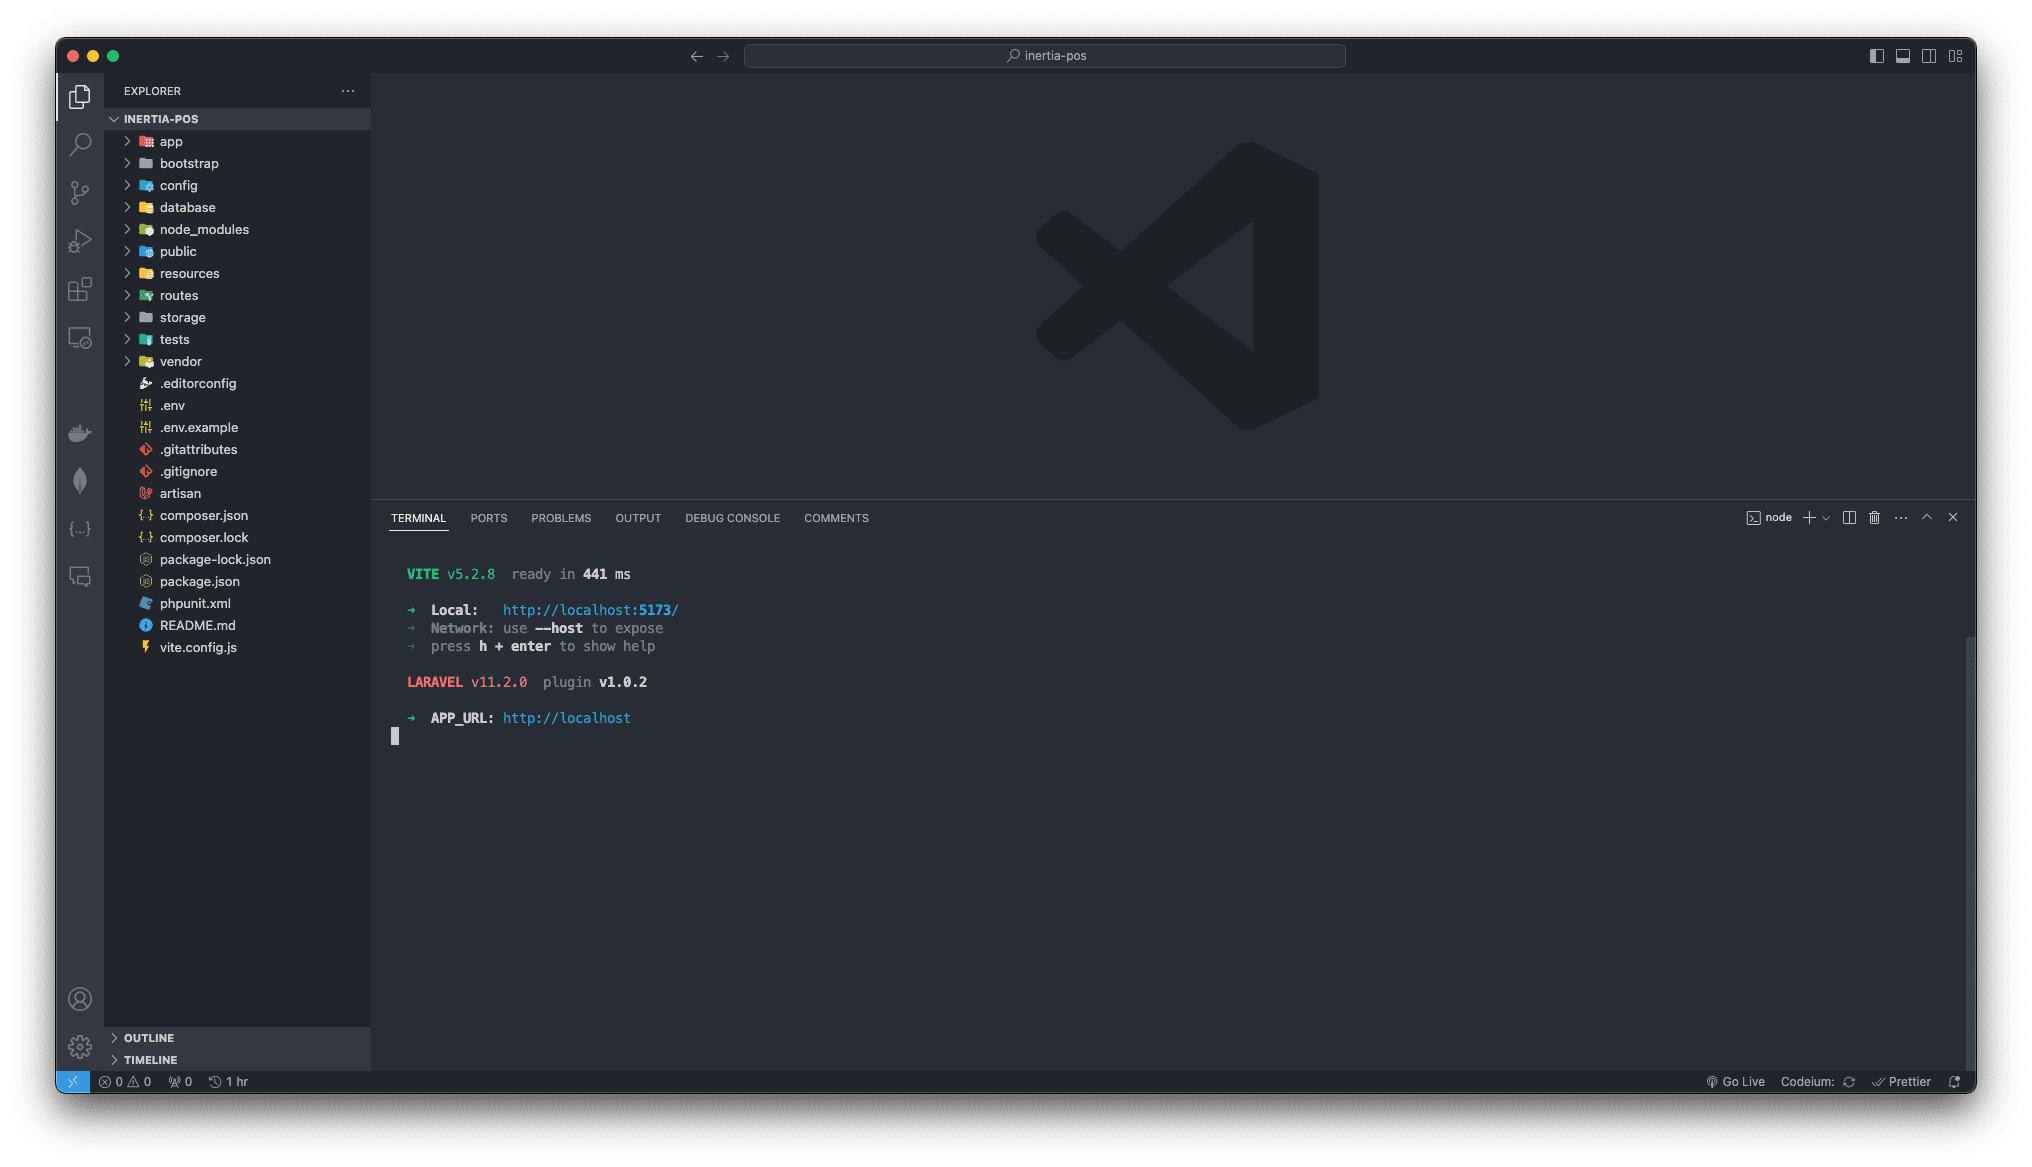 inertia-pos
EXPLORER
INERTIA-POS
app
bootstrap
config
database
node_modules
public
resources
routes
storage
tests
vendor
.editorconfig
.env
.env.example
.gitattributes
.gitignore
artisan
composer.json
composer.lock
package-lock.json
package.json
phpunit.xml
README.md
vite.config.js
OUTLINE
TIMELINE
TERMINAL PORTS PROBLEMS OUTPUT DEBUG CONSOLE COMMENTS node
VITE v5.2.8 ready in 441 ms
➜ Local: http://localhost:5173/
➜ Network: use --host to expose
➜ press h + enter to show help
LARAVEL v11.2.0 plugin v1.0.2
➜ APP_URL: http://localhost
0 0 0 1 hr Go Live Codeium: Prettier